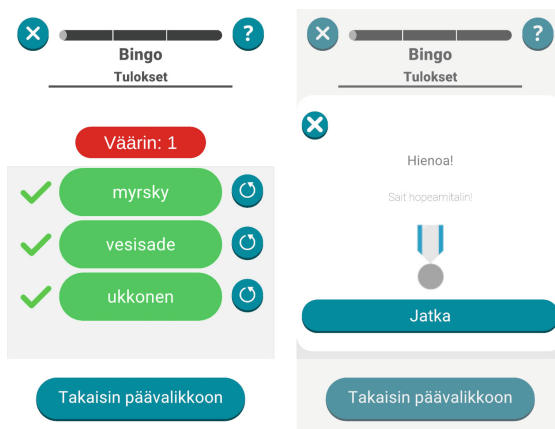 ?
Bingo
Tulokset
Väärin: 1
myrsky
vesisade
ukkonen
Takaisin päävalikkoon
?
Bingo
Tulokset
Hienoa!
Sait hopeamitalin!
Jatka
Takaisin päävalikkoon